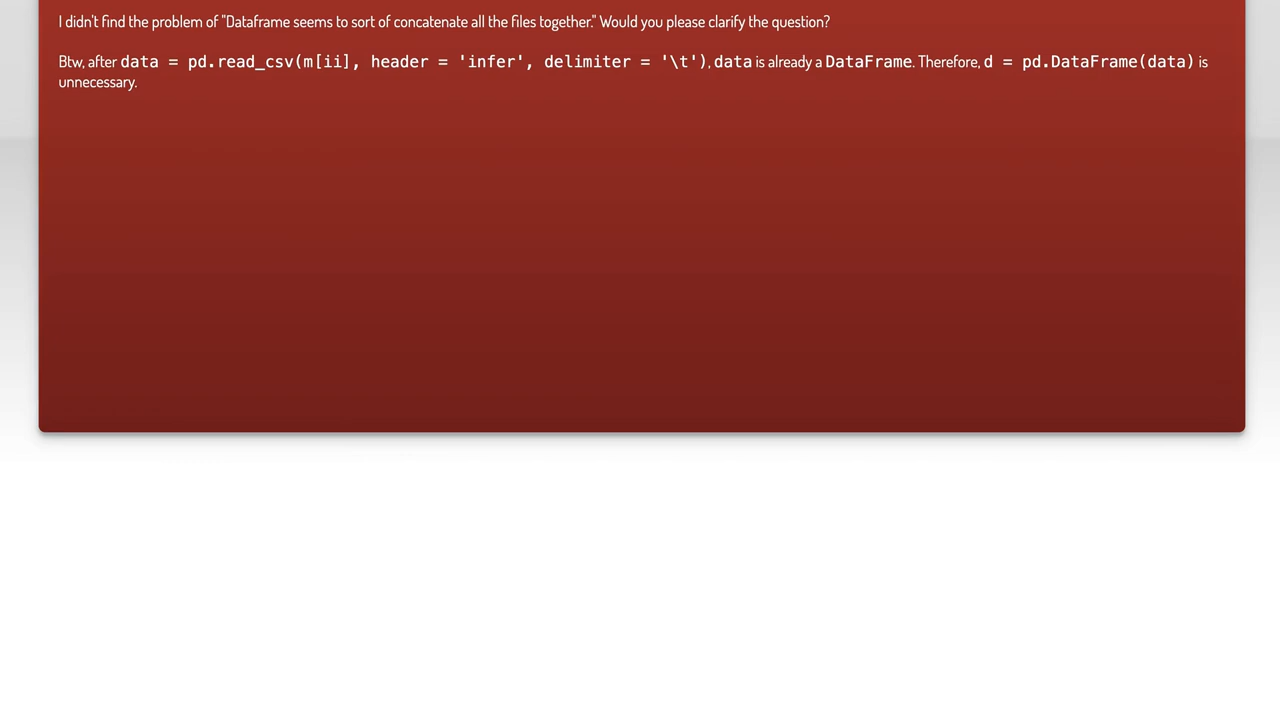 I didn't find the problem of "Dataframe seems to sort of concatenate all the files together." Would you please clarify the question?
Btw, after data = pd.read_csv(m[ii], header = 'infer', delimiter = '\t'), data is already a DataFrame. Therefore, d = pd.DataFrame(data) is
unnecessary.